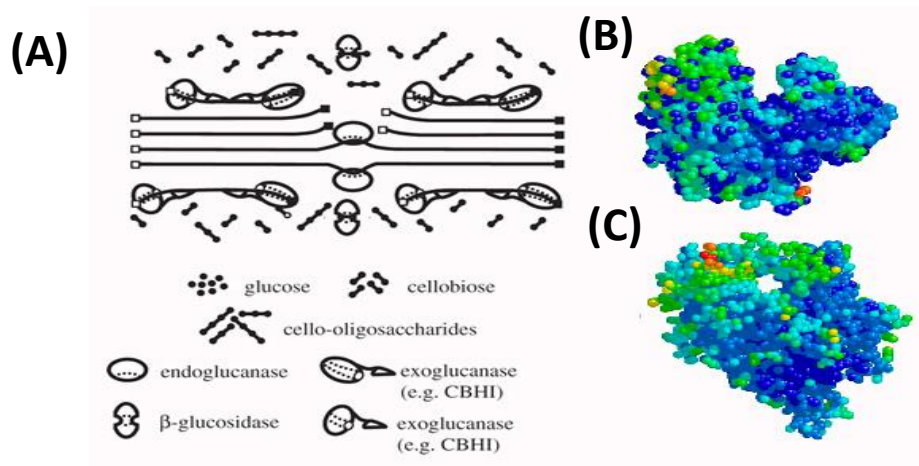 (A)
(B)
(C)
glucose
cellobiose
cello-oligosaccharides
endoglucanase
exoglucanase
(e.g. CBHI)
β-glucosidase
exoglucanase
(e.g. CBHI)